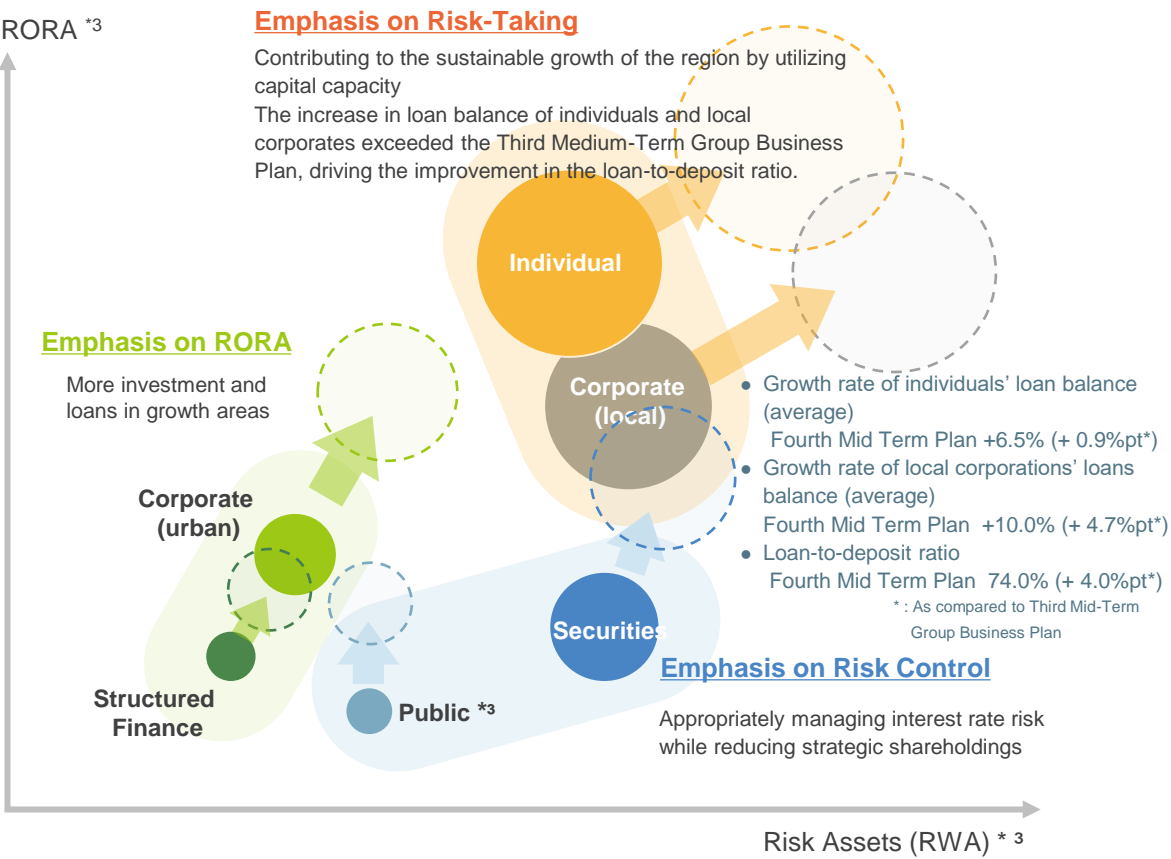 RORA *3
Emphasis on Risk-Taking
Contributing to the sustainable growth of the region by utilizing
capital capacity
The increase in loan balance of individuals and local
corporates exceeded the Third Medium-Term Group Business
Plan, driving the improvement in the loan-to-deposit ratio.
Individual
Emphasis on RORA
More investment and
loans in growth areas
Corporate
(local)
• Growth rate of individuals’ loan balance
(average)
Fourth Mid Term Plan +6.5% (+ 0.9%pt*)
• Growth rate of local corporations’ loans
balance (average)
Fourth Mid Term Plan +10.0% (+ 4.7%pt*)
• Loan-to-deposit ratio
Fourth Mid Term Plan 74.0% (+ 4.0%pt*)
* : As compared to Third Mid-Term
Group Business Plan
Corporate
(urban)
Securities
Structured
Finance
Public *³
Emphasis on Risk Control
Appropriately managing interest rate risk
while reducing strategic shareholdings
Risk Assets (RWA) * ³